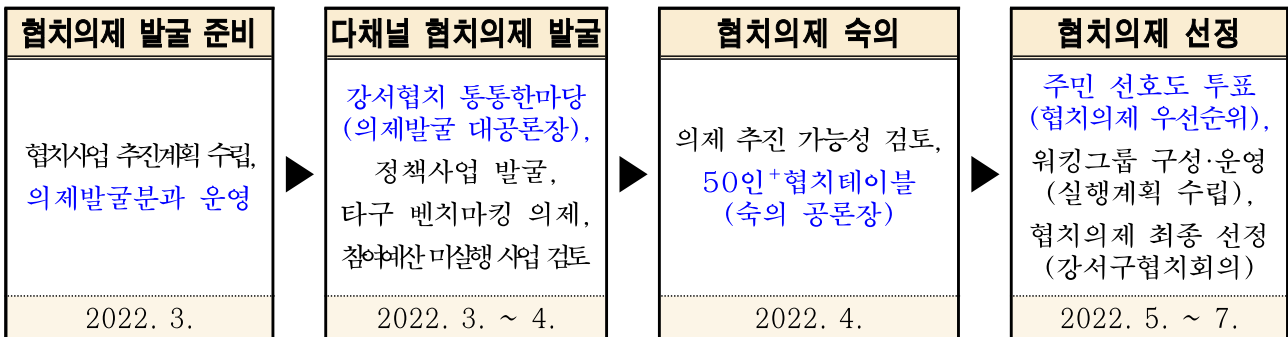 협치의제 발굴 준비
협치사업 추진계획 수립,
의제발굴분과 운영
2022. 3.
다채널 협치의제 발굴
강서협치 통통한마당
(의제발굴 대공론장),
정책사업 발굴,
타구 벤치마킹 의제,
참여예산 미실행 사업 검토
2022. 3. ~ 4.
협치의제 숙의
의제 추진 가능성 검토,
50인⁺협치테이블
(숙의 공론장)
2022. 4.
협치의제 선정
주민 선호도 투표
(협치의제 우선순위),
워킹그룹 구성·운영
(실행계획 수립),
협치의제 최종 선정
(강서구협치회의)
2022. 5. ~ 7.